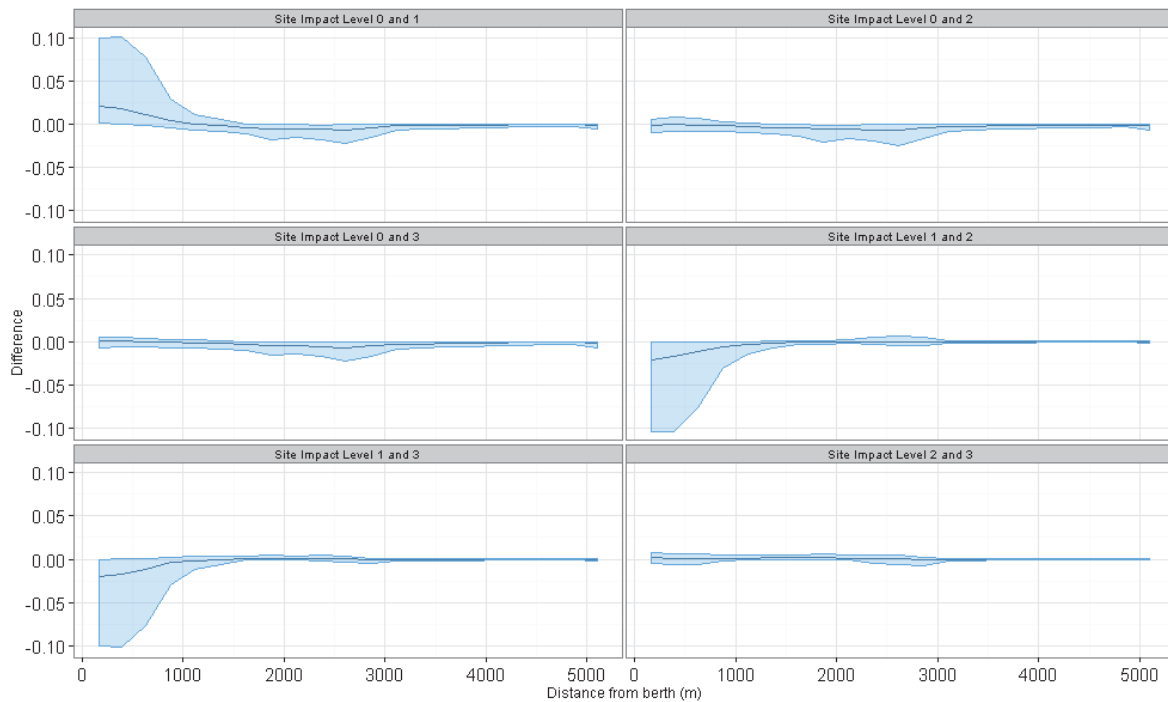 Site Impact Level 0 and 1
Site Impact Level 0 and 2
0.10
0.05
0.00
-0.05
-0.10
Site Impact Level 0 and 3
Site Impact Level 1 and 2
0.10
0.05
0.00
-0.05
-0.10
Difference
Site Impact Level 1 and 3
Site Impact Level 2 and 3
0.10
0.05
0.00
-0.05
-0.10
0 1000 2000 3000 4000 5000 0 1000 2000 3000 4000 5000
Distance from berth (m)